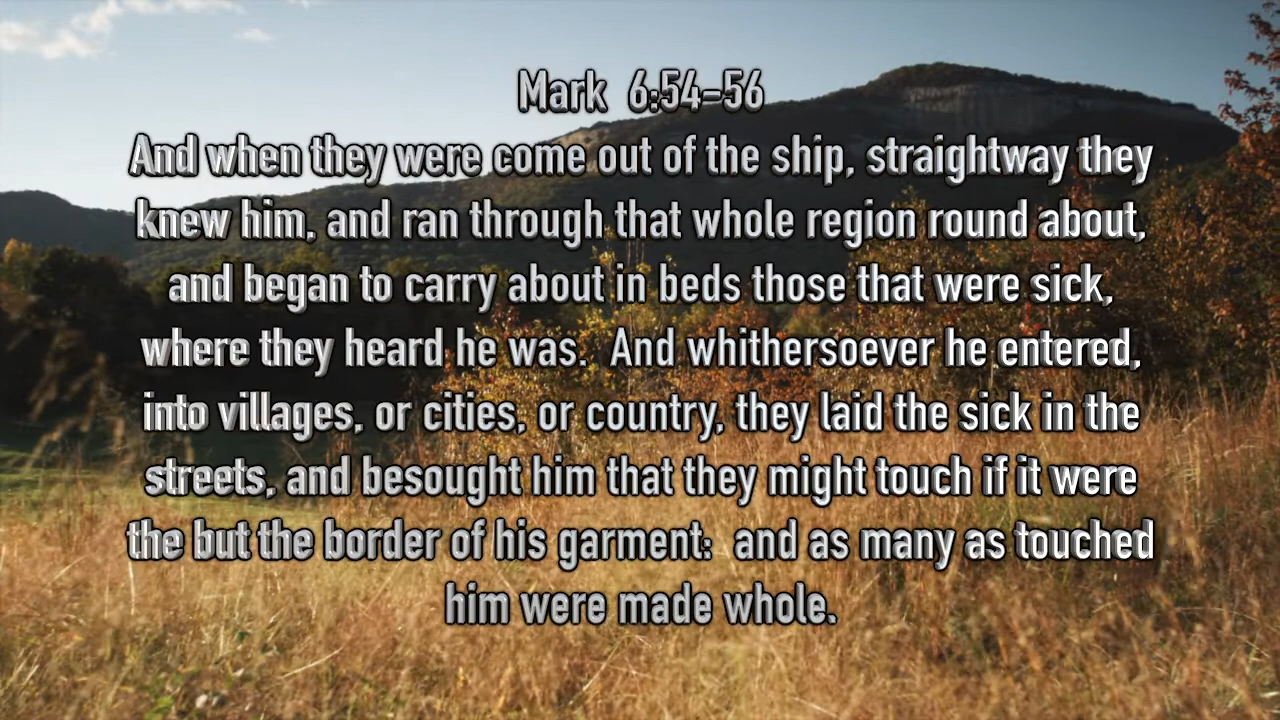 Mark 6:54-56
And when they were come out of the ship, straightway they
knew him, and ran through that whole region round about,
and began to carry about in beds those that were sick,
where they heard he was. And whithersoever he entered,
into villages, or cities, or country, they laid the sick in the
streets, and besought him that they might touch if it were
the but the border of his garment: and as many as touched
him were made whole.